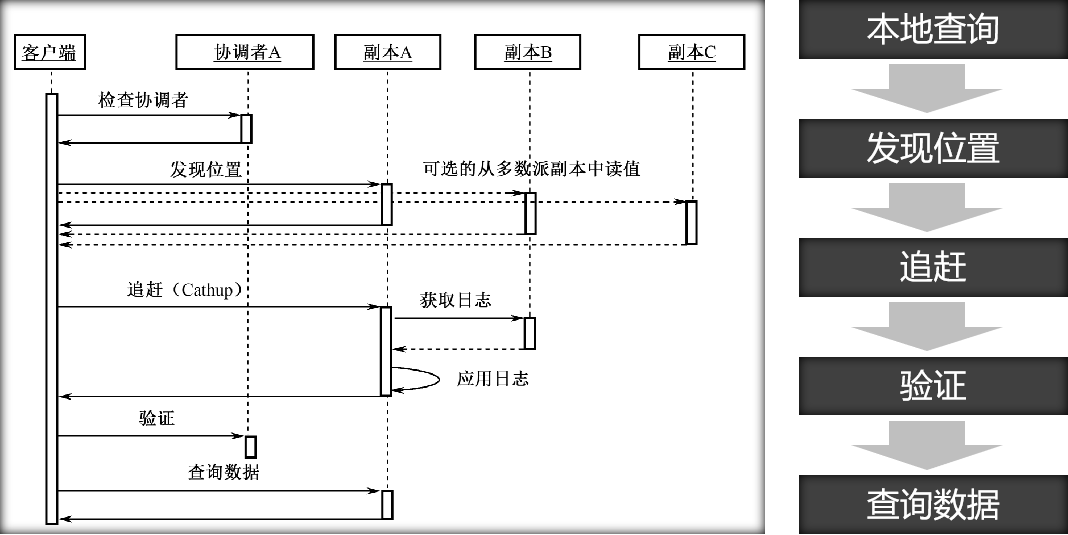 客户端
协调者A
副本A
副本B
副本C
检查协调者
发现位置
可选的从多数派副本中读值
追赶（Cathup）
获取日志
应用日志
验证
查询数据
本地查询
发现位置
追赶
验证
查询数据